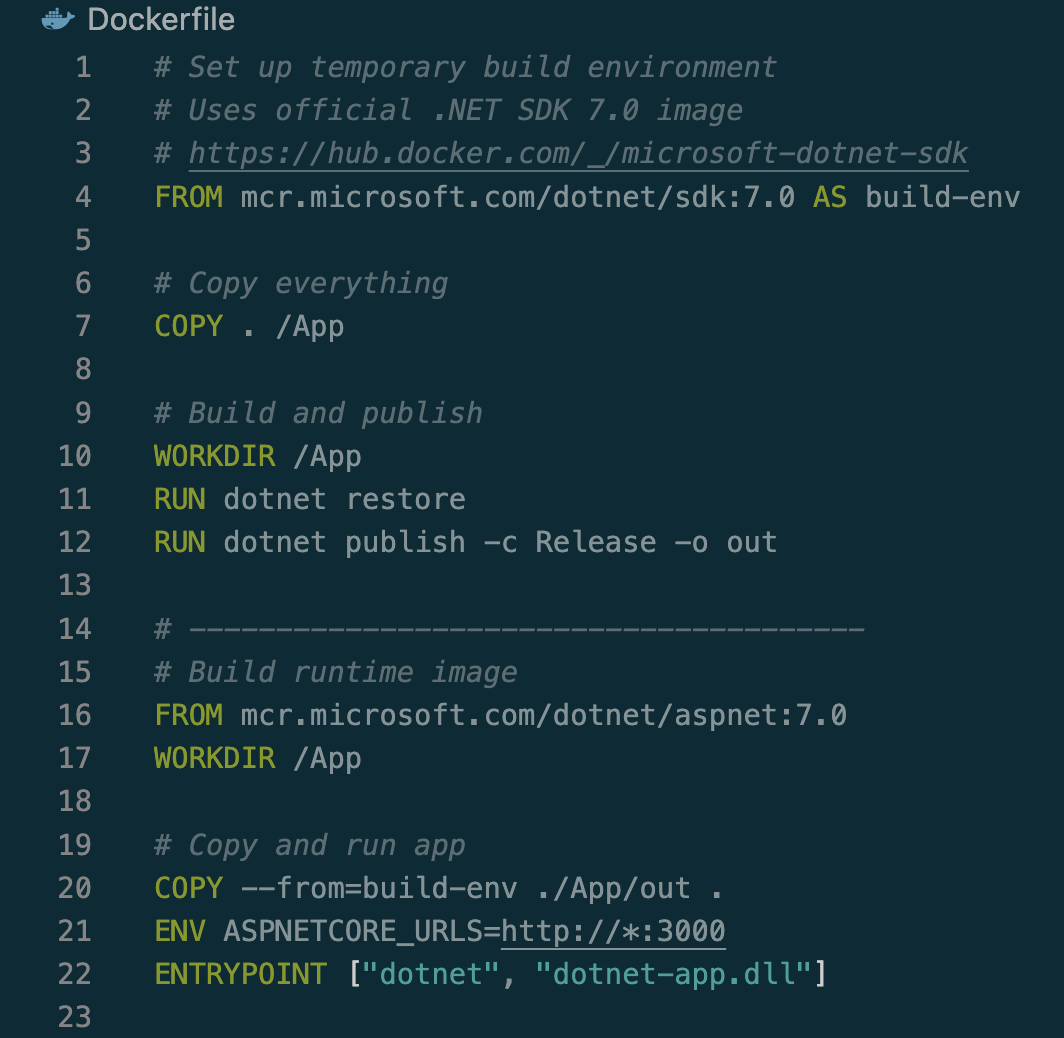 Dockerfile
1 # Set up temporary build environment
2 # Uses official .NET SDK 7.0 image
3 # https://hub.docker.com/_/microsoft-dotnet-sdk
4 FROM mcr.microsoft.com/dotnet/sdk:7.0 AS build-env
5
6 # Copy everything
7 COPY . /App
8
9 # Build and publish
10 WORKDIR /App
11 RUN dotnet restore
12 RUN dotnet publish -c Release -o out
13
14 # ---------------------------------------
15 # Build runtime image
16 FROM mcr.microsoft.com/dotnet/aspnet:7.0
17 WORKDIR /App
18
19 # Copy and run app
20 COPY --from=build-env ./App/out .
21 ENV ASPNETCORE_URLS=http://*:3000
22 ENTRYPOINT ["dotnet", "dotnet-app.dll"]
23